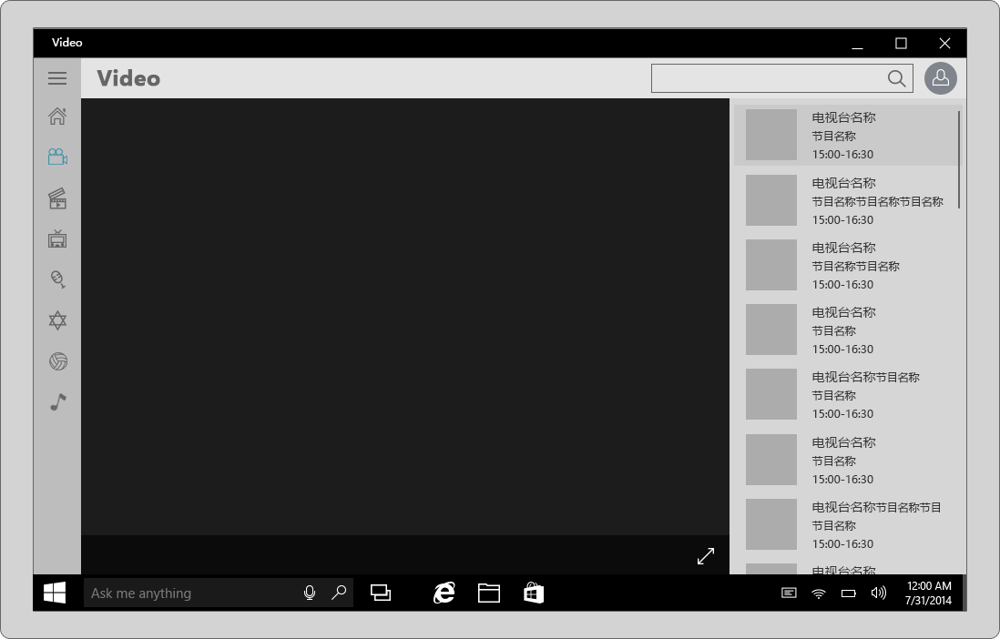 Video
Video
电视台名称
节目名称
15:00-16:30
电视台名称
节目名称节目名称节目名称
15:00-16:30
电视台名称
节目名称节目名称
15:00-16:30
电视台名称
节目名称
15:00-16:30
电视台名称节目名称
节目名称
15:00-16:30
电视台名称
节目名称
15:00-16:30
电视台名称节目名称节目
节目名称
15:00-16:30
电视台名称
Ask me anything
12:00 AM
7/31/2014